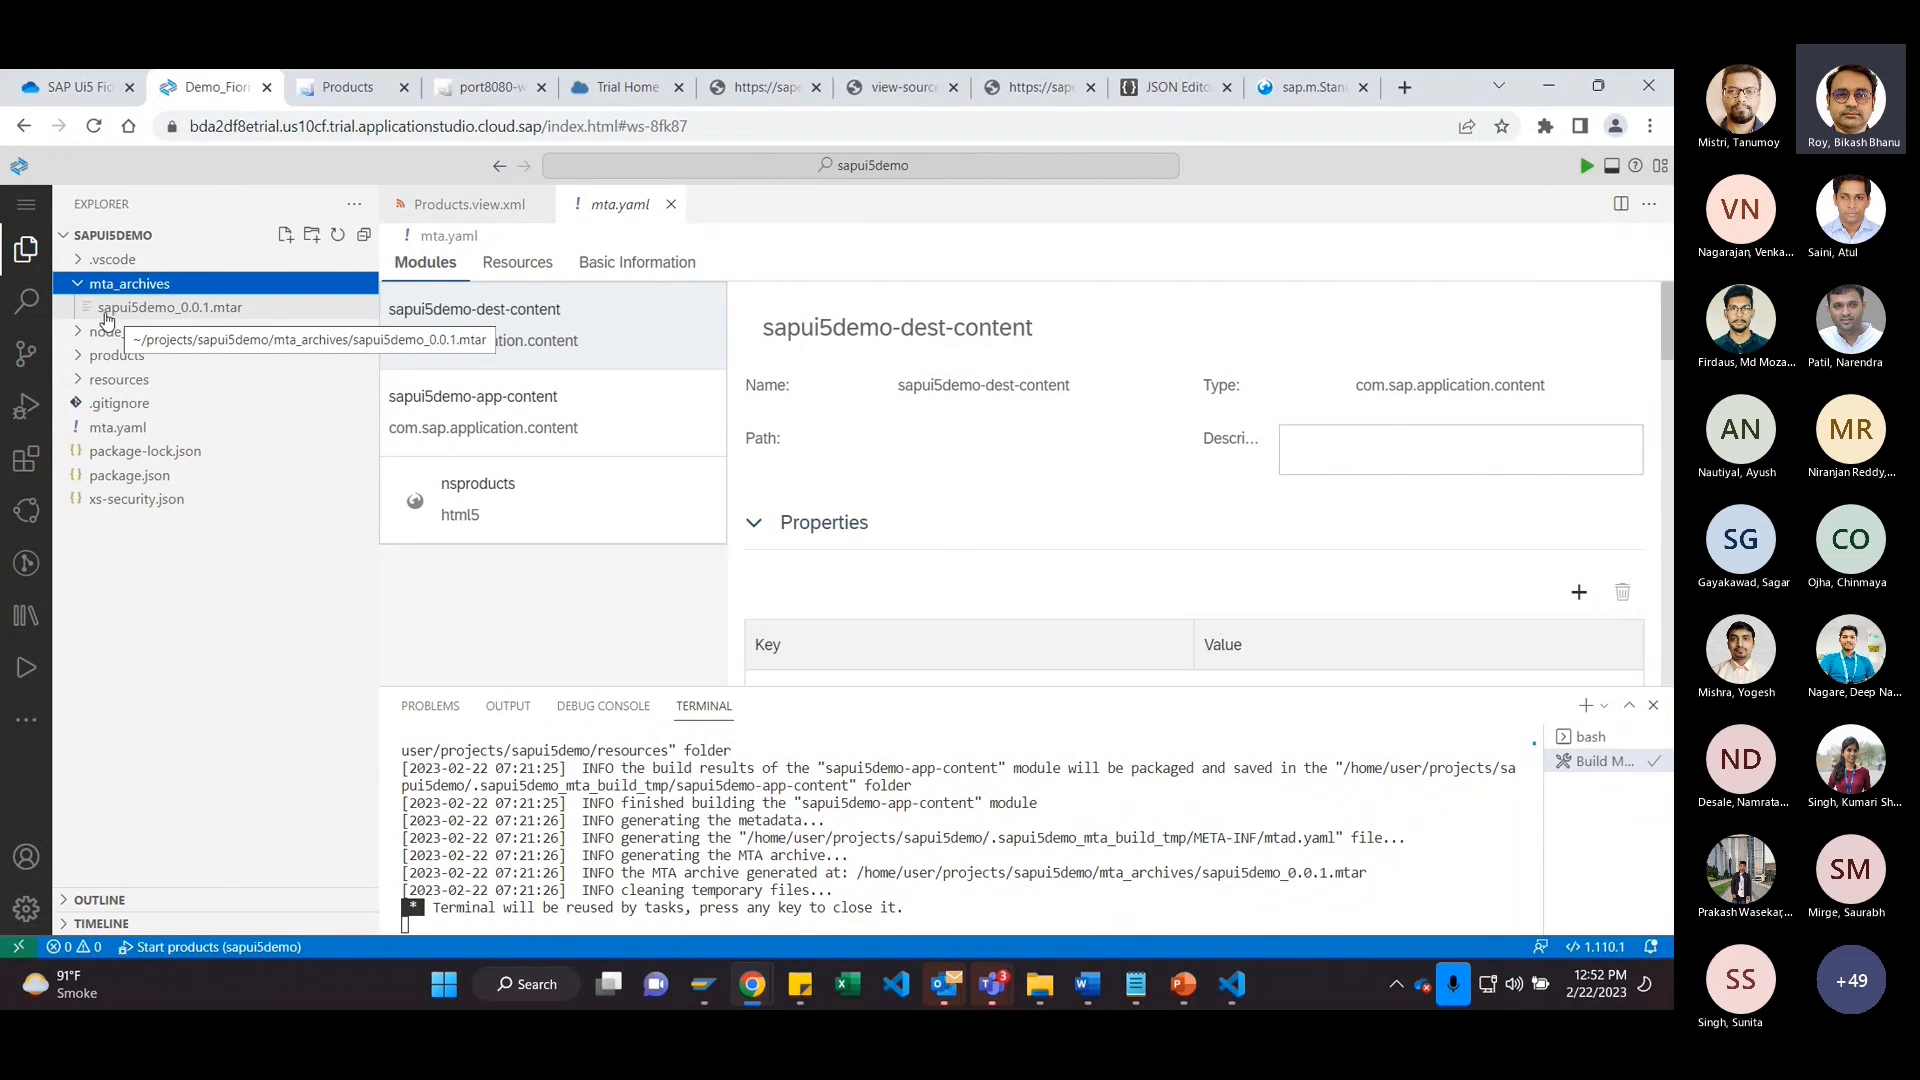 SAP Ui5 Fio
Demo_Fiori
Products
port8080-w
Trial Home
https://sape
view-source
https://sape
JSON Edito
sap.m.Stan
bda2df8etrial.us10cf.trial.applicationstudio.cloud.sap/index.html#ws-8fk87
sapui5demo
EXPLORER
SAPUI5DEMO
.vscode
mta_archives
sapui5demo_0.0.1.mtar
node_
~/projects/sapui5demo/mta_archives/sapui5demo_0.0.1.mtar
products
resources
.gitignore
mta.yaml
package-lock.json
package.json
xs-security.json
OUTLINE
TIMELINE
Products.view.xml
mta.yaml
mta.yaml
Modules Resources Basic Information
sapui5demo-dest-content
tion.content
sapui5demo-app-content
com.sap.application.content
nsproducts
html5
sapui5demo-dest-content
Name: sapui5demo-dest-content Type: com.sap.application.content
Path: Descri...
Properties
Key Value
PROBLEMS OUTPUT DEBUG CONSOLE TERMINAL
user/projects/sapui5demo/resources" folder
[2023-02-22 07:21:25] INFO the build results of the "sapui5demo-app-content" module will be packaged and saved in the "/home/user/projects/sa
pui5demo/.sapui5demo_mta_build_tmp/sapui5demo-app-content" folder
[2023-02-22 07:21:25] INFO finished building the "sapui5demo-app-content" module
[2023-02-22 07:21:26] INFO generating the metadata...
[2023-02-22 07:21:26] INFO generating the "/home/user/projects/sapui5demo/.sapui5demo_mta_build_tmp/META-INF/mtad.yaml" file...
[2023-02-22 07:21:26] INFO generating the MTA archive...
[2023-02-22 07:21:26] INFO the MTA archive generated at: /home/user/projects/sapui5demo/mta_archives/sapui5demo_0.0.1.mtar
[2023-02-22 07:21:26] INFO cleaning temporary files...
* Terminal will be reused by tasks, press any key to close it.
bash
Build M...
0 0 Start products (sapui5demo)
1.110.1
91°F
Smoke
Search
3
12:52 PM
2/22/2023
Mistri, Tanumoy
Roy, Bikash Bhanu
VN
Nagarajan, Venka...
Saini, Atul
Firdaus, Md Moza...
Patil, Narendra
AN
Nautiyal, Ayush
MR
Niranjan Reddy,...
SG
Gayakawad, Sagar
CO
Ojha, Chinmaya
Mishra, Yogesh
Nagare, Deep Na...
ND
Desale, Namrata...
Singh, Kumari Sh...
Prakash Wasekar,...
SM
Mirge, Saurabh
SS
Singh, Sunita
+49